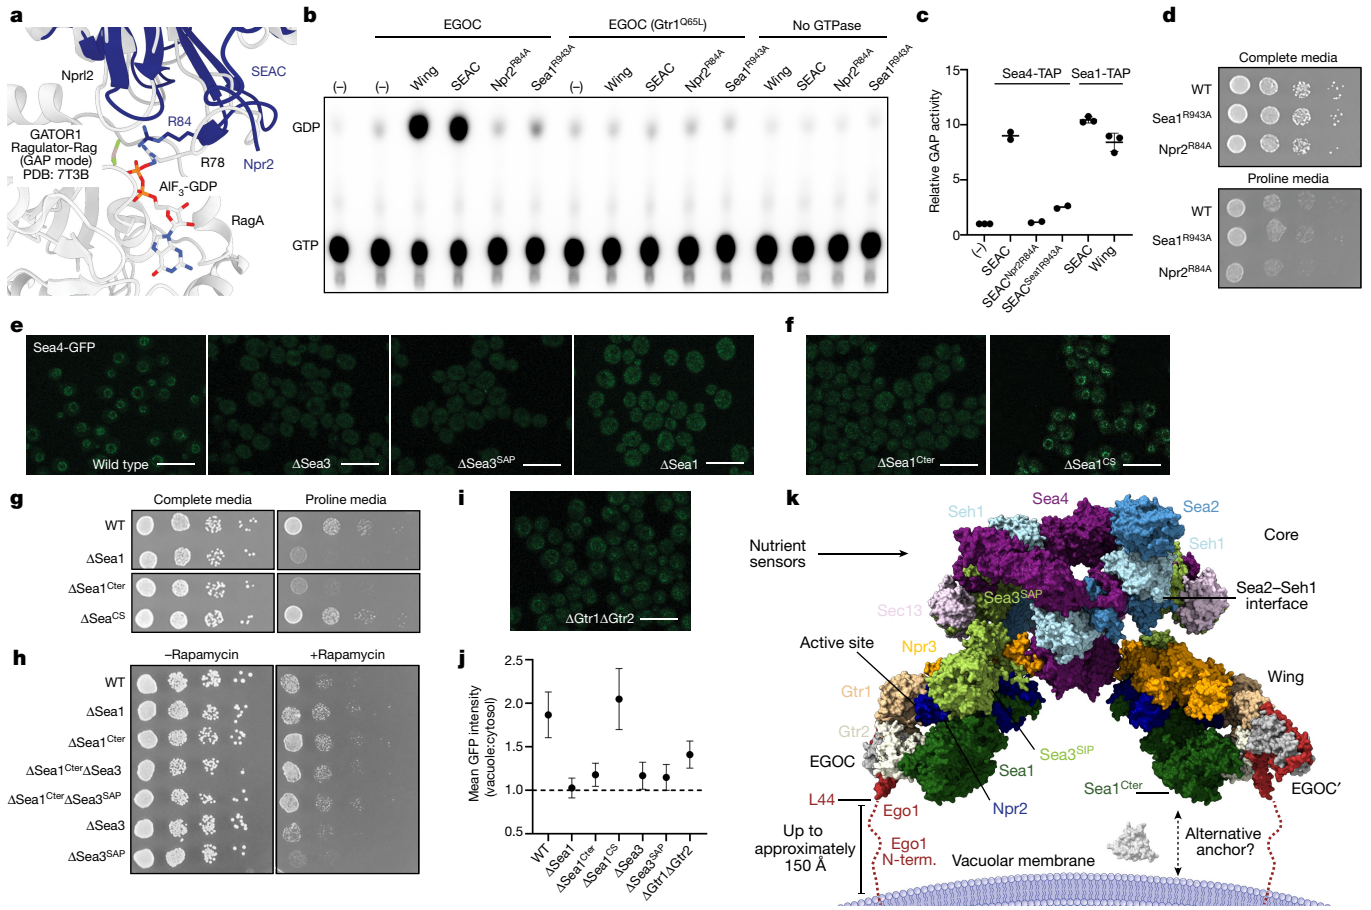 a
Nprl2
SEAC
R84
GATOR1
Ragulator-Rag
(GAP mode)
PDB: 7T3B
R78
Npr2
AlF3-GDP
RagA
b
EGOC
EGOC (Gtr1Q65L)
No GTPase
(–)
(–)
Wing
SEAC
Npr2R84A
Sea1R943A
(–)
Wing
SEAC
Npr2R84A
Sea1R943A
Wing
SEAC
Npr2R84A
Sea1R943A
GDP
GTP
c
Sea4-TAP
Sea1-TAP
Relative GAP activity
15
10
5
0
(–)
SEAC
SEACNpr2R84A
SEACSea1R943A
SEAC
Wing
d
Complete media
WT
Sea1R943A
Npr2R84A
Proline media
WT
Sea1R943A
Npr2R84A
e
Sea4-GFP
Wild type
ΔSea3
ΔSea3SAP
ΔSea1
f
ΔSea1Cter
ΔSea1CS
g
Complete media
Proline media
WT
ΔSea1
ΔSea1Cter
ΔSeaCS
h
–Rapamycin
+Rapamycin
WT
ΔSea1
ΔSea1Cter
ΔSea1CterΔSea3
ΔSea1CterΔSea3SAP
ΔSea3
ΔSea3SAP
i
ΔGtr1ΔGtr2
j
Mean GFP intensity
(vacuole:cytosol)
2.5
2.0
1.5
1.0
0.5
WT
ΔSea1
ΔSea1Cter
ΔSea1CS
ΔSea3
ΔSea3SAP
ΔGtr1ΔGtr2
k
Sea4
Sea2
Seh1
Seh1
Core
Nutrient
sensors
Sea3SAP
Sec13
Sea2–Seh1
interface
Active site
Npr3
Wing
Gtr1
Gtr2
EGOC
Sea3SIP
Sea1
Sea1Cter
EGOC′
L44
Ego1
Npr2
Up to
approximately
150 Å
Ego1
N-term.
Alternative
anchor?
Vacuolar membrane